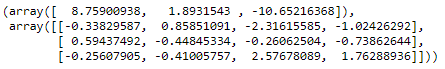 (array([  8.75900938,   1.8931543 , -10.65216368]),
 array([[-0.33829587,  0.85851091, -2.31615585, -1.02426292],
       [ 0.59437492, -0.44845334, -0.26062504, -0.73862644],
       [-0.25607905, -0.41005757,  2.57678089,  1.76288936]]))